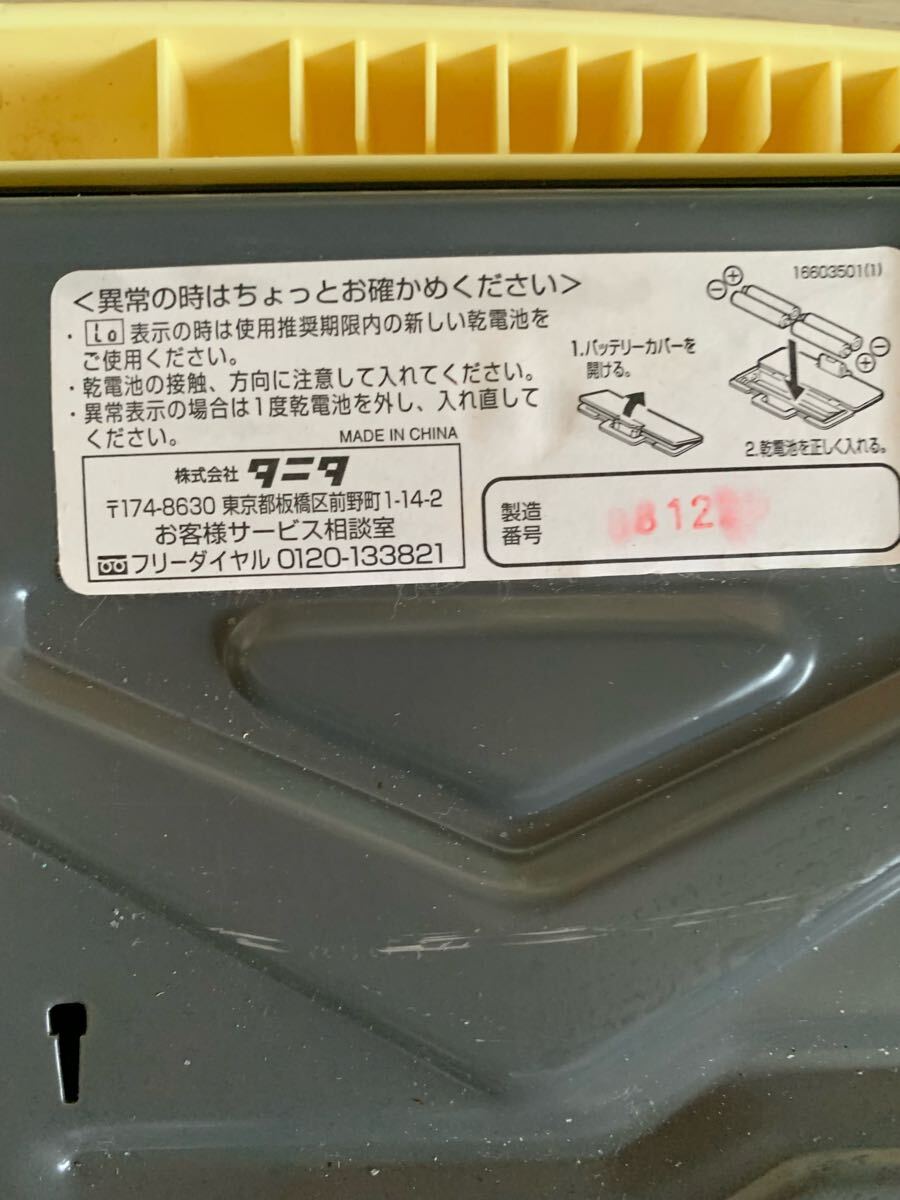 16603501(1)
＜異常の時はちょっとお確かめください＞
・Lo表示の時は使用推奨期限内の新しい乾電池を
ご使用ください。
・乾電池の接触、方向に注意して入れてください。
・異常表示の場合は1度乾電池を外し、入れ直して
ください。
MADE IN CHINA
1.バッテリーカバーを
開ける。
2.乾電池を正しく入れる。
株式会社 タニタ
〒174-8630 東京都板橋区前野町1-14-2
お客様サービス相談室
フリーダイヤル 0120-133821
製造
番号
812